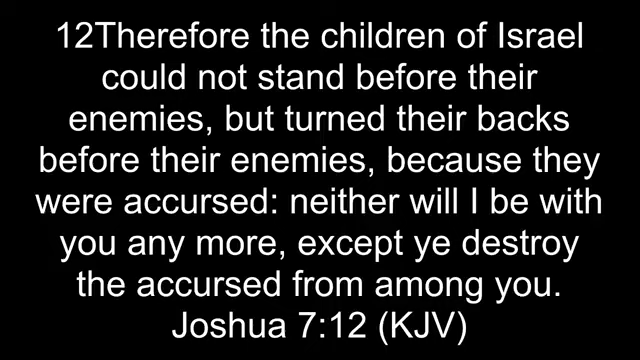 12Therefore the children of Israel
could not stand before their
enemies, but turned their backs
before their enemies, because they
were accursed: neither will I be with
you any more, except ye destroy
the accursed from among you.
Joshua 7:12 (KJV)